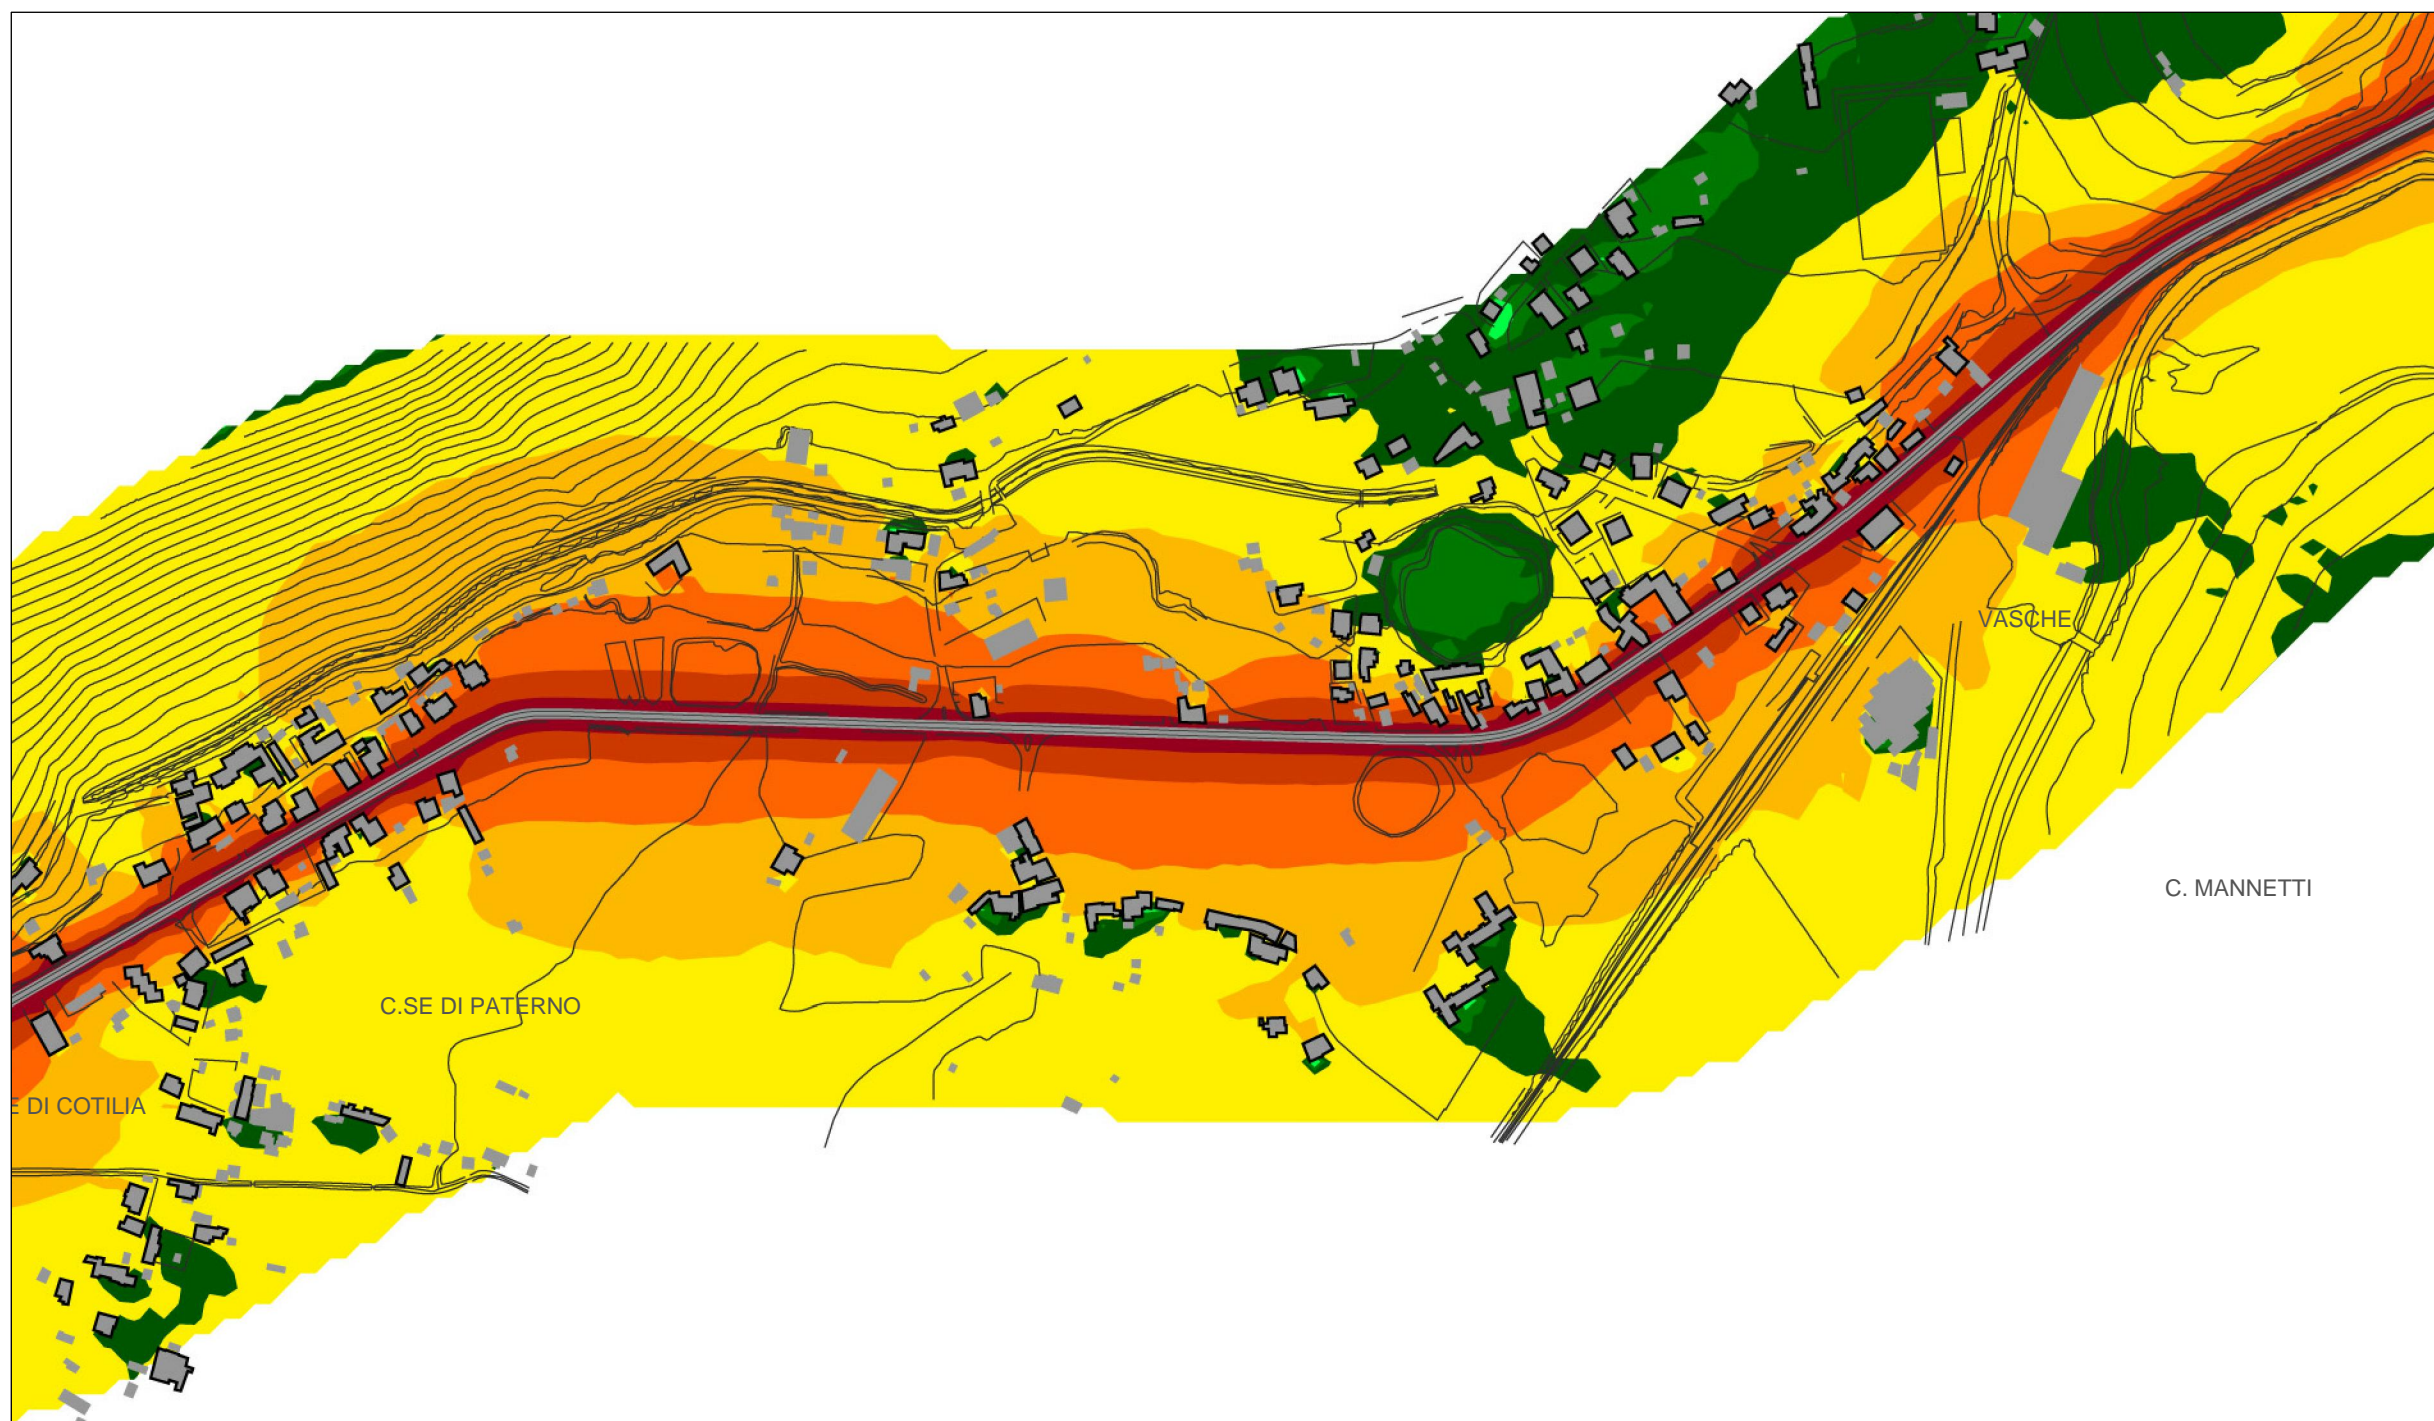 VASCHE
C. MANNETTI
C.SE DI PATERNO
E DI COTILIA